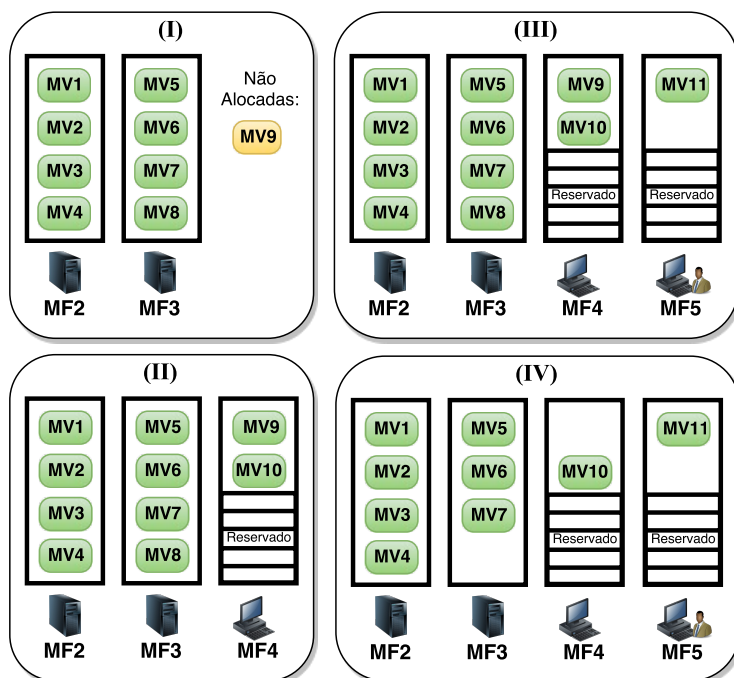 (I)
MV1 MV5
MV2 MV6
MV3 MV7
MV4 MV8
Não
Alocadas:
MV9
MF2 MF3
(III)
MV1 MV5 MV9 MV11
MV2 MV6 MV10
MV3 MV7
Reservado Reservado
MV4 MV8
MF2 MF3 MF4 MF5
(II)
MV1 MV5 MV9
MV2 MV6 MV10
MV3 MV7
Reservado
MV4 MV8
MF2 MF3 MF4
(IV)
MV1 MV5 MV11
MV2 MV6 MV10
MV3 MV7
Reservado Reservado
MV4
MF2 MF3 MF4 MF5